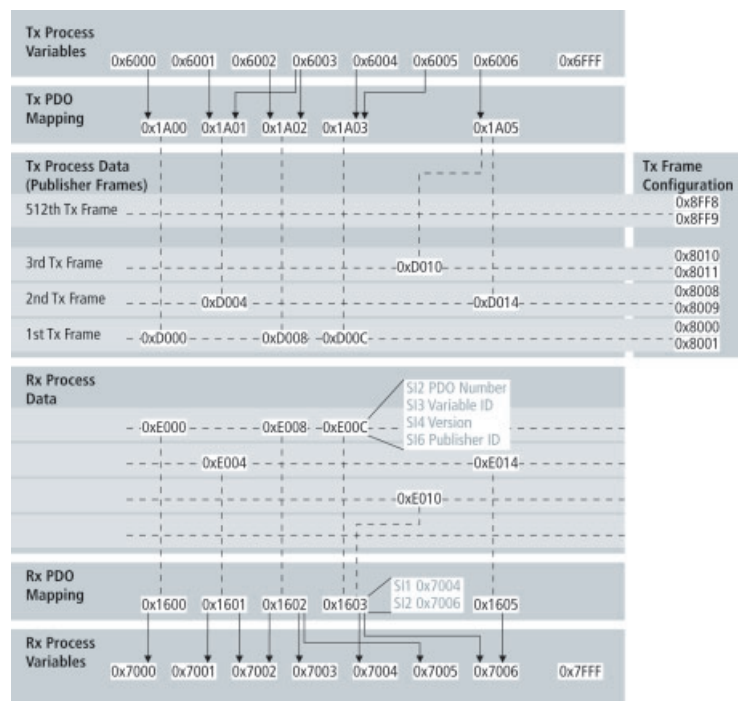 Tx Process
Variables
0x6000 0x6001 0x6002 0x6003 0x6004 0x6005 0x6006 0x6FFF
Tx PDO
Mapping
0x1A00 0x1A01 0x1A02 0x1A03 0x1A05
Tx Process Data
(Publisher Frames)
Tx Frame
Configuration
512th Tx Frame
0x8FF8
0x8FF9
3rd Tx Frame
0xD010
0x8010
0x8011
2nd Tx Frame
0xD004 0xD014
0x8008
0x8009
1st Tx Frame
0xD000 0xD008 0xD00C
0x8000
0x8001
Rx Process
Data
SI2 PDO Number
SI3 Variable ID
SI4 Version
SI6 Publisher ID
0xE000 0xE008 0xE00C
0xE004 0xE014
0xE010
Rx PDO
Mapping
SI1 0x7004
SI2 0x7006
0x1600 0x1601 0x1602 0x1603 0x1605
Rx Process
Variables
0x7000 0x7001 0x7002 0x7003 0x7004 0x7005 0x7006 0x7FFF